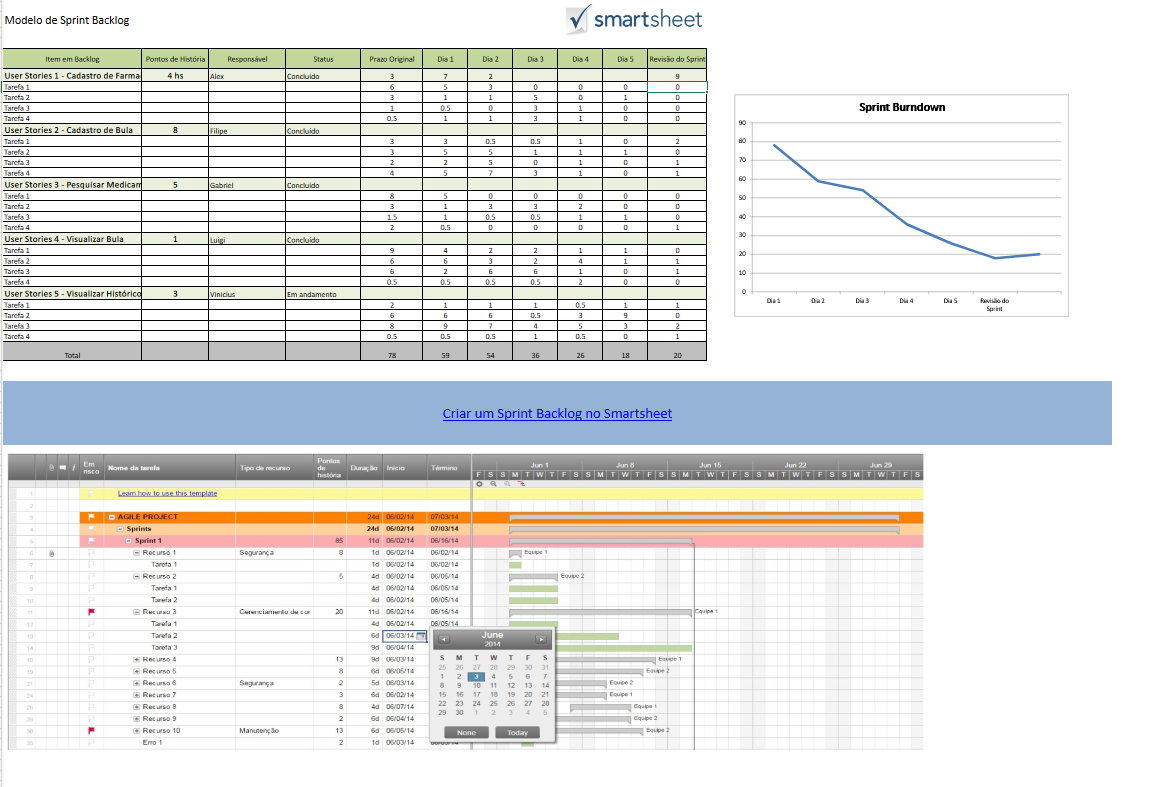 Modelo de Sprint Backlog
smartsheet
Item em Backlog Pontos de História Responsável Status Prazo Original Dia 1 Dia 2 Dia 3 Dia 4 Dia 5 Revisão do Sprint
User Stories 1 - Cadastro de Farma 4 hs Alex Concluído 3 7 2 9
Tarefa 1 6 5 3 0 0 0 0
Tarefa 2 3 1 1 5 0 1 0
Tarefa 3 1 0.5 0 3 1 0 0
Tarefa 4 0.5 1 1 3 1 0 0
User Stories 2 - Cadastro de Bula 8 Filipe Concluído
Tarefa 1 3 3 0.5 0.5 1 0 2
Tarefa 2 3 5 5 1 1 1 0
Tarefa 3 2 2 5 0 1 0 1
Tarefa 4 4 5 7 3 1 0 1
User Stories 3 - Pesquisar Medicam 5 Gabriel Concluído
Tarefa 1 8 5 0 0 0 0 0
Tarefa 2 3 1 3 3 2 0 0
Tarefa 3 1.5 1 0.5 0.5 1 1 0
Tarefa 4 2 0.5 0 0 0 0 1
User Stories 4 - Visualizar Bula 1 Luigi Concluído
Tarefa 1 9 4 2 2 1 1 0
Tarefa 2 6 6 3 2 4 1 1
Tarefa 3 6 2 6 6 1 0 1
Tarefa 4 0.5 0.5 0.5 0.5 2 0 0
User Stories 5 - Visualizar Histórico 3 Vinicius Em andamento
Tarefa 1 2 1 1 1 0.5 1 1
Tarefa 2 6 6 6 0.5 3 9 0
Tarefa 3 8 9 7 4 5 3 2
Tarefa 4 0.5 0.5 0.5 1 0.5 0 1
Total 78 59 54 36 26 18 20
Sprint Burndown
90
80
70
60
50
40
30
20
10
0
Dia 1 Dia 2 Dia 3 Dia 4 Dia 5 Revisão do
Sprint
Criar um Sprint Backlog no Smartsheet
Em risco Nome da tarefa Tipo de recurso Pontos de história Duração Início Término Jun 1 Jun 8 Jun 15 Jun 22 Jun 29
F S S M T W T F S S M T W T F S S M T W T F S S M T W T F S S M T W T F S
1 Learn how to use this template
2
3 AGILE PROJECT 24d 06/02/14 07/03/14
4 Sprints 24d 06/02/14 07/03/14
5 Sprint 1 85 11d 06/02/14 06/16/14
6 Recurso 1 Segurança 8 1d 06/02/14 06/02/14 Equipe 1
7 Tarefa 1 1d 06/02/14 06/02/14
8 Recurso 2 5 4d 06/02/14 06/05/14 Equipe 2
9 Tarefa 1 4d 06/02/14 06/05/14
10 Tarefa 2 4d 06/02/14 06/05/14
11 Recurso 3 Gerenciamento de cor 20 11d 06/02/14 06/16/14 Equipe 1
12 Tarefa 1 4d 06/02/14 06/05/14
13 Tarefa 2 6d 06/03/14
14 Tarefa 3 9d 06/04/14
Recurso 4 13 9d 06/03/14 Equipe 1
Recurso 5 8 6d 06/05/14 Equipe 2
Recurso 6 Segurança 2 5d 06/03/14 Equipe 2
Recurso 7 3 6d 06/02/14 Equipe 1
Recurso 8 8 4d 06/07/14 Equipe 1
Recurso 9 2 6d 06/04/14 Equipe 2
Recurso 10 Manutenção 13 6d 06/05/14 Equipe 2
Erro 1 2 1d 06/03/14 06/03/14
June
2014
S M T W T F S
25 26 27 28 29 30 31
1 2 3 4 5 6 7
8 9 10 11 12 13 14
15 16 17 18 19 20 21
22 23 24 25 26 27 28
29 30 1 2 3 4 5
None Today